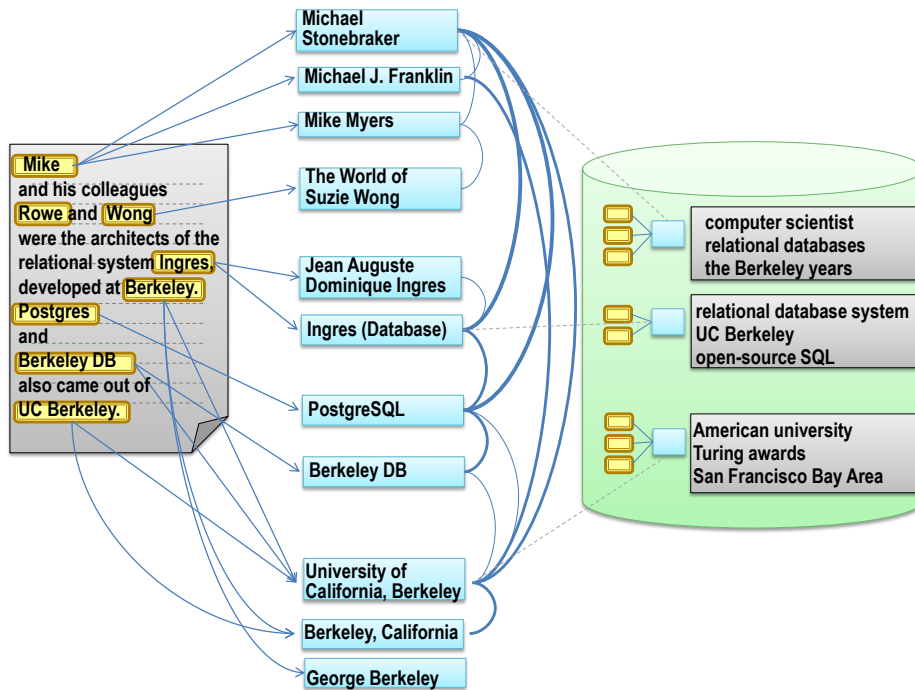 Mike
and his colleagues
Rowe and Wong
were the architects of the
relational system Ingres,
developed at Berkeley.
Postgres
and
Berkeley DB
also came out of
UC Berkeley.
Michael
Stonebraker
Michael J. Franklin
Mike Myers
The World of
Suzie Wong
Jean Auguste
Dominique Ingres
Ingres (Database)
PostgreSQL
Berkeley DB
University of
California, Berkeley
Berkeley, California
George Berkeley
computer scientist
relational databases
the Berkeley years
relational database system
UC Berkeley
open-source SQL
American university
Turing awards
San Francisco Bay Area